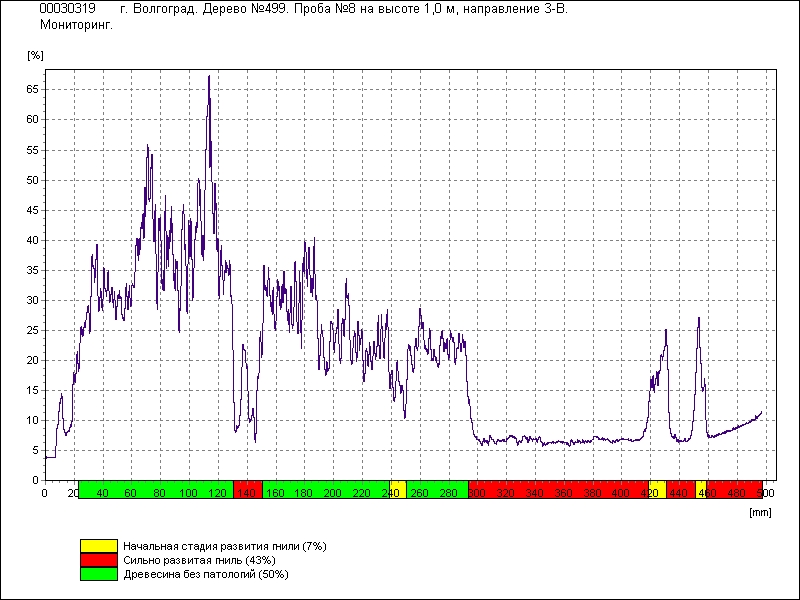 00030319 г. Волгоград. Дерево №499. Проба №8 на высоте 1,0 м, направление З-В.
Мониторинг.
[%]
65
60
55
50
45
40
35
30
25
20
15
10
5
0
0 20 40 60 80 100 120 140 160 180 200 220 240 260 280 300 320 340 360 380 400 420 440 460 480 500
[mm]
Начальная стадия развития гнили (7%)
Сильно развитая гниль (43%)
Древесина без патологий (50%)